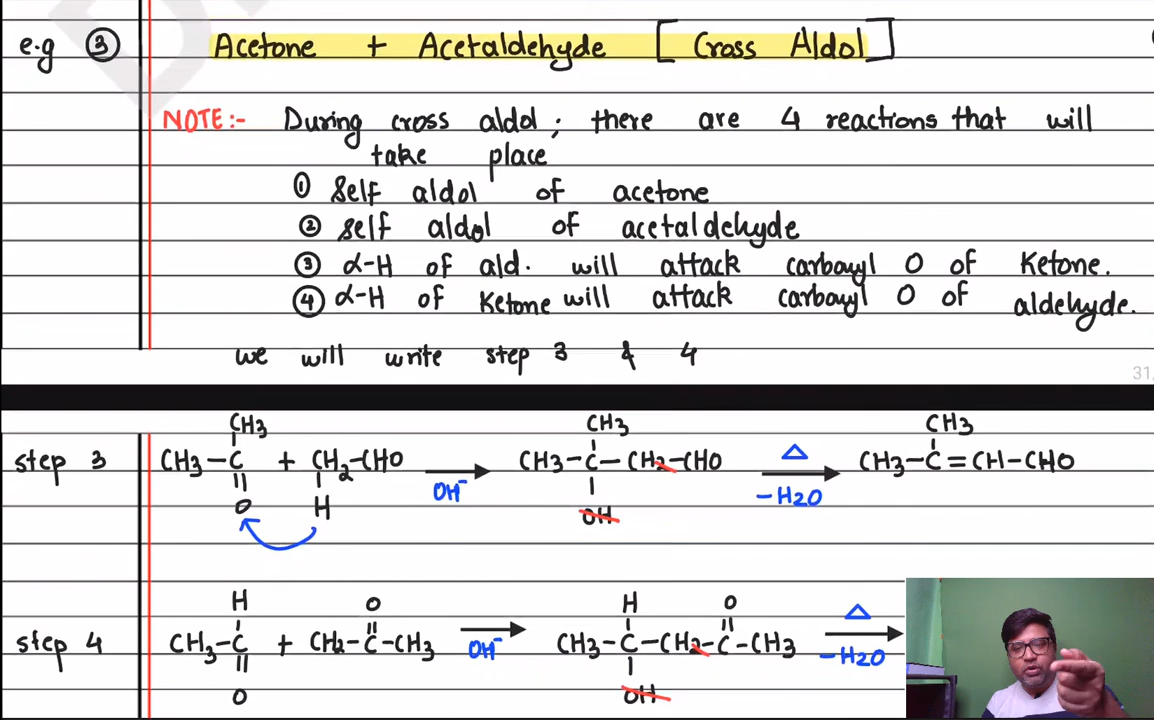 e.g ③ Acetone + Acetaldehyde [Cross Aldol]
NOTE:- During cross aldol ; there are 4 reactions that will
take place
① Self aldol of acetone
② self aldol of acetaldehyde
③ α-H of ald. will attack carbonyl O of Ketone.
④ α-H of Ketone will attack carbonyl O of aldehyde.
we will write step 3 & 4
31,
CH3 CH3 CH3
step 3 CH3-C + CH2-CHO OH⁻ CH3-C-CH2-CHO Δ -H2O CH3-C=CH-CHO
O H OH
H O H O
step 4 CH3-C + CH2-C-CH3 OH⁻ CH3-C-CH2-C-CH3 Δ -H2O
O OH